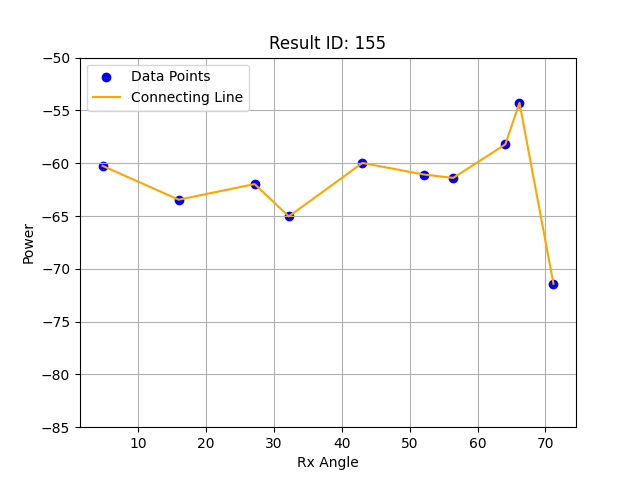 Result ID: 155
Data Points
Connecting Line
−50
−55
−60
−65
−70
−75
−80
−85
Power
10 20 30 40 50 60 70
Rx Angle